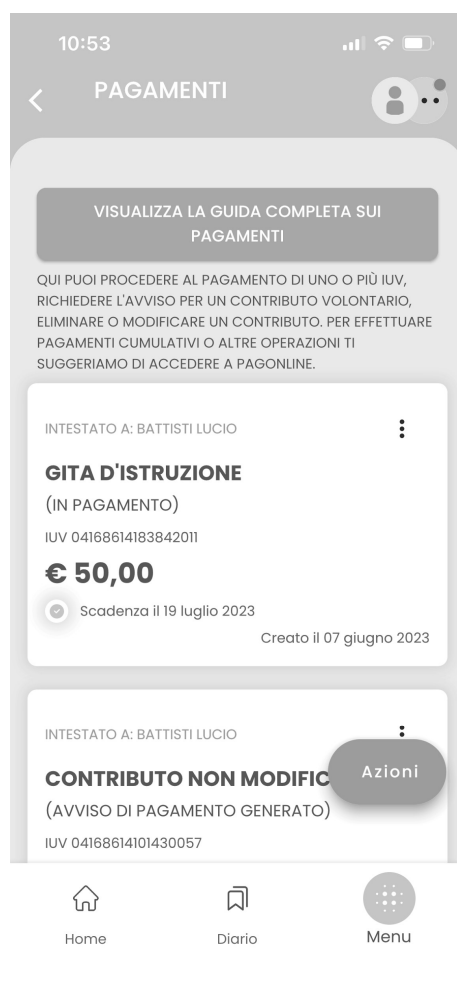 10:53
PAGAMENTI
VISUALIZZA LA GUIDA COMPLETA SUI
PAGAMENTI
QUI PUOI PROCEDERE AL PAGAMENTO DI UNO O PIÙ IUV,
RICHIEDERE L'AVVISO PER UN CONTRIBUTO VOLONTARIO,
ELIMINARE O MODIFICARE UN CONTRIBUTO. PER EFFETTUARE
PAGAMENTI CUMULATIVI O ALTRE OPERAZIONI TI
SUGGERIAMO DI ACCEDERE A PAGONLINE.
INTESTATO A: BATTISTI LUCIO
GITA D'ISTRUZIONE
(IN PAGAMENTO)
IUV 04168614183842011
€ 50,00
Scadenza il 19 luglio 2023
Creato il 07 giugno 2023
INTESTATO A: BATTISTI LUCIO
CONTRIBUTO NON MODIFIC
Azioni
(AVVISO DI PAGAMENTO GENERATO)
IUV 04168614101430057
Home
Diario
Menu